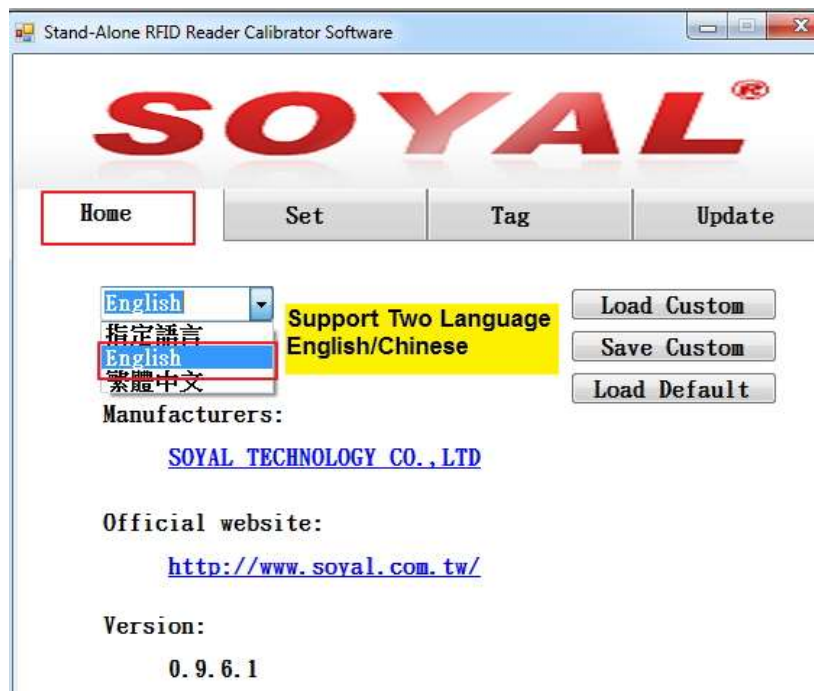 Stand-Alone RFID Reader Calibrator Software
SOYAL®
Home Set Tag Update
English
指定語言
English
繁體中文
Support Two Language
English/Chinese
Load Custom
Save Custom
Load Default
Manufacturers:
SOYAL TECHNOLOGY CO.,LTD
Official website:
http://www.soyal.com.tw/
Version:
0.9.6.1